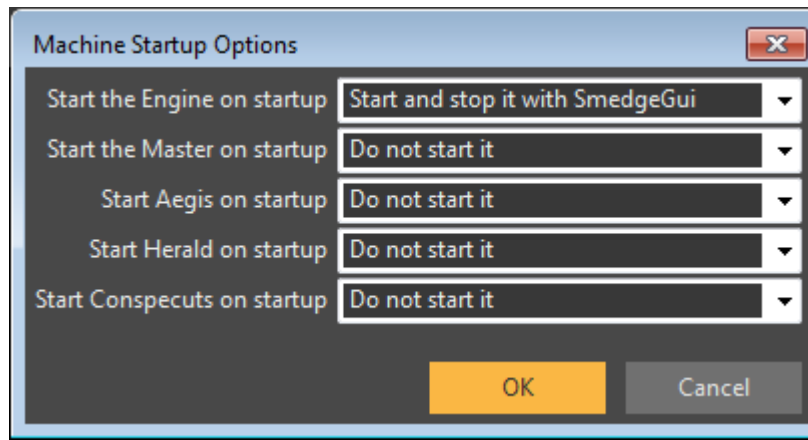 Machine Startup Options
Start the Engine on startup Start and stop it with SmedgeGui
Start the Master on startup Do not start it
Start Aegis on startup Do not start it
Start Herald on startup Do not start it
Start Conspecuts on startup Do not start it
OK Cancel